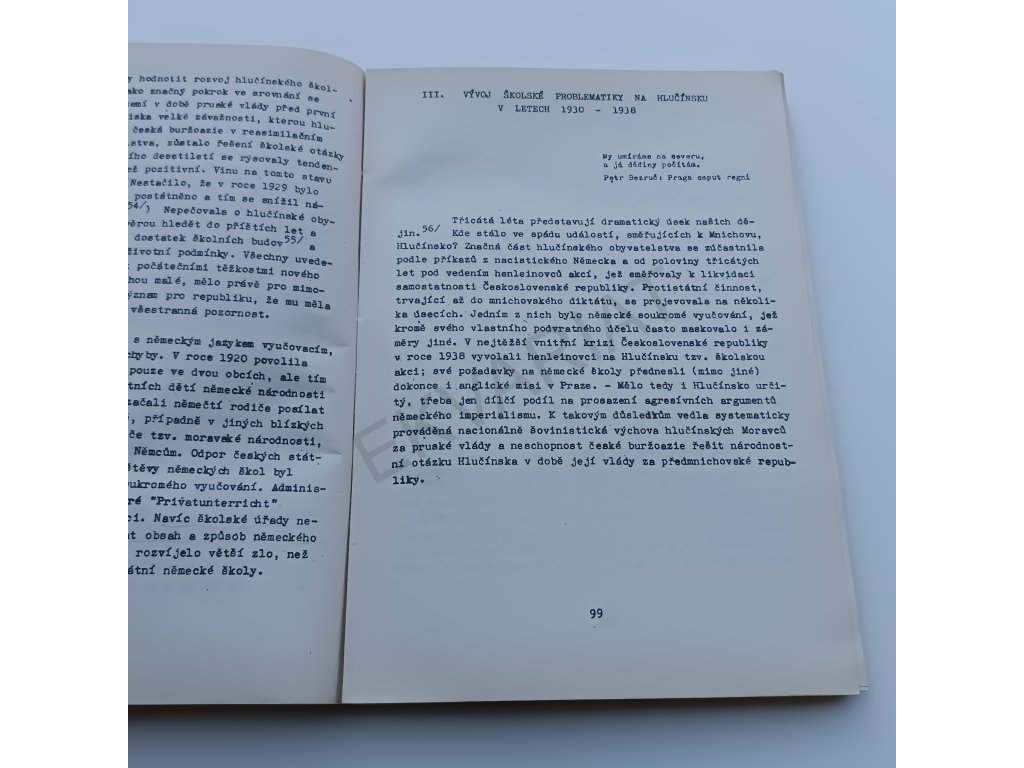 y hodnotit rozvoj hlučínského škol-
ako značný pokrok ve srovnání se
zemí v době pruské vlády před první
iska velké závažnosti, kterou hlu-
česká buržoazie v reasimilačním
stva, zůstalo řešení školské otázky
ího desetiletí se rýsovaly tenden-
ež pozitivní. Vinu na tomto stavu
Nestačilo, že v roce 1929 bylo
postátněno a tím se snížil ná-
54/) Nepečovala o hlučínské oby-
věrou hledět do příštích let a
dostatek školních budov55/ a
životní podmínky. Všechny uvede-
počátečními těžkostmi nového
hou malé, mělo právě pro mimo-
význam pro republiku, že mu měla
všestranná pozornost.
s německým jazykem vyučovacím,
chyby. V roce 1920 povolila
pouze ve dvou obcích, ale tím
tních dětí německé národnosti
začali němečtí rodiče posílat
, případně v jiných blízkých
če tzv. moravské národnosti,
Němcům. Odpor českých stát-
štěvy německých škol byl
oukromého vyučování. Adminis-
ré "Privatunterricht"
ci. Navíc školské úřady ne-
at obsah a způsob německého
rozvíjelo větší zlo, než
átní německé školy.
III. VÝVOJ ŠKOLSKÉ PROBLEMATIKY NA HLUČÍNSKU
V LETECH 1930 - 1938
My umíráme na severu,
a já dědiny počítám.
Petr Bezruč: Praga caput regni
Třicátá léta představují dramatický úsek našich dě-
jin.56/ Kde stálo ve spádu událostí, směřujících k Mnichovu,
Hlučínsko? Značná část hlučínského obyvatelstva se zúčastnila
podle příkazů z nacistického Německa a od poloviny třicátých
let pod vedením henleinovců akcí, jež směřovaly k likvidaci
samostatnosti Československé republiky. Protistátní činnost,
trvající až do mnichovského diktátu, se projevovala na několi-
ka úsecích. Jedním z nich bylo německé soukromé vyučování, jež
kromě svého vlastního podvratného účelu často maskovalo i zá-
měry jiné. V nejtěžší vnitřní krizi Československé republiky
v roce 1938 vyvolali henleinovci na Hlučínsku tzv. školskou
akci; své požadavky na německé školy přednesli (mimo jiné)
dokonce i anglické misi v Praze. - Mělo tedy i Hlučínsko urči-
tý, třeba jen dílčí podíl na prosazení agresívních argumentů
německého imperialismu. K takovým důsledkům vedla systematicky
prováděná nacionálně šovinistická výchova hlučínských Moravců
za pruské vlády a neschopnost české buržoazie řešit národnost-
ní otázku Hlučínska v době její vlády za předmnichovské repub-
liky.
99